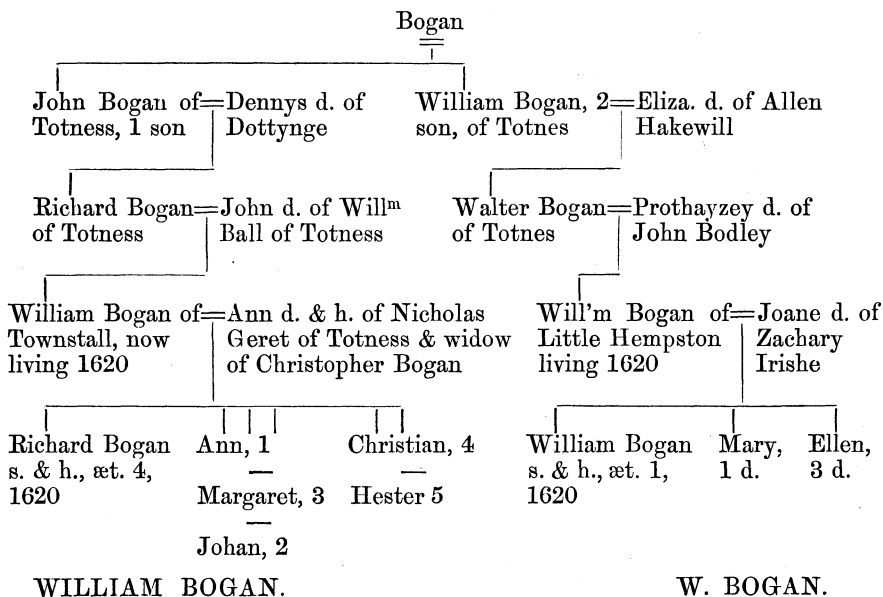 Bogan
John Bogan of=Dennys d. of
Totness, 1 son Dottynge
William Bogan, 2=Eliza. d. of Allen
son, of Totnes Hakewill
Richard Bogan=John d. of Willᵐ
of Totness Ball of Totness
Walter Bogan=Prothayzey d. of
of Totnes John Bodley
William Bogan of=Ann d. & h. of Nicholas
Townstall, now Geret of Totness & widow
living 1620 of Christopher Bogan
Will'm Bogan of=Joane d. of
Little Hempston Zachary
living 1620 Irishe
Richard Bogan
s. & h., æt. 4,
1620
Ann, 1
—
Margaret, 3
—
Johan, 2
Christian, 4
—
Hester 5
William Bogan
s. & h., æt. 1,
1620
Mary,
1 d.
Ellen,
3 d.
WILLIAM BOGAN.
W. BOGAN.